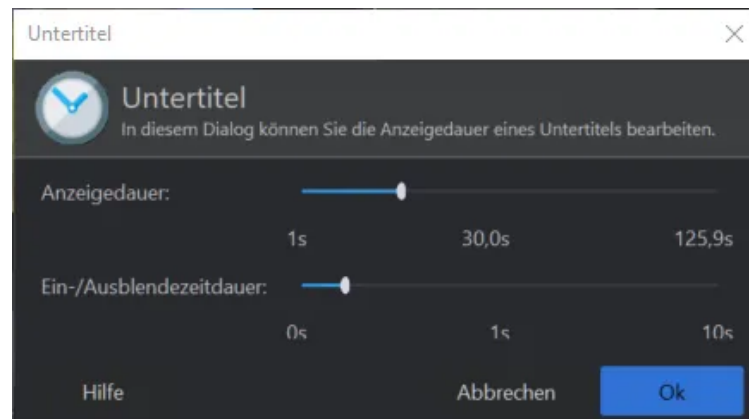 Untertitel
Untertitel
In diesem Dialog können Sie die Anzeigedauer eines Untertitels bearbeiten.
Anzeigedauer:
1s 30,0s 125,9s
Ein-/Ausblendezeitdauer:
0s 1s 10s
Hilfe Abbrechen Ok